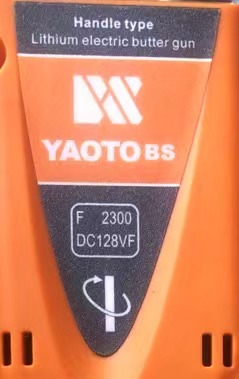 Handle type
Lithium electric butter gun
YAOTO BS
F 2300
DC128VF